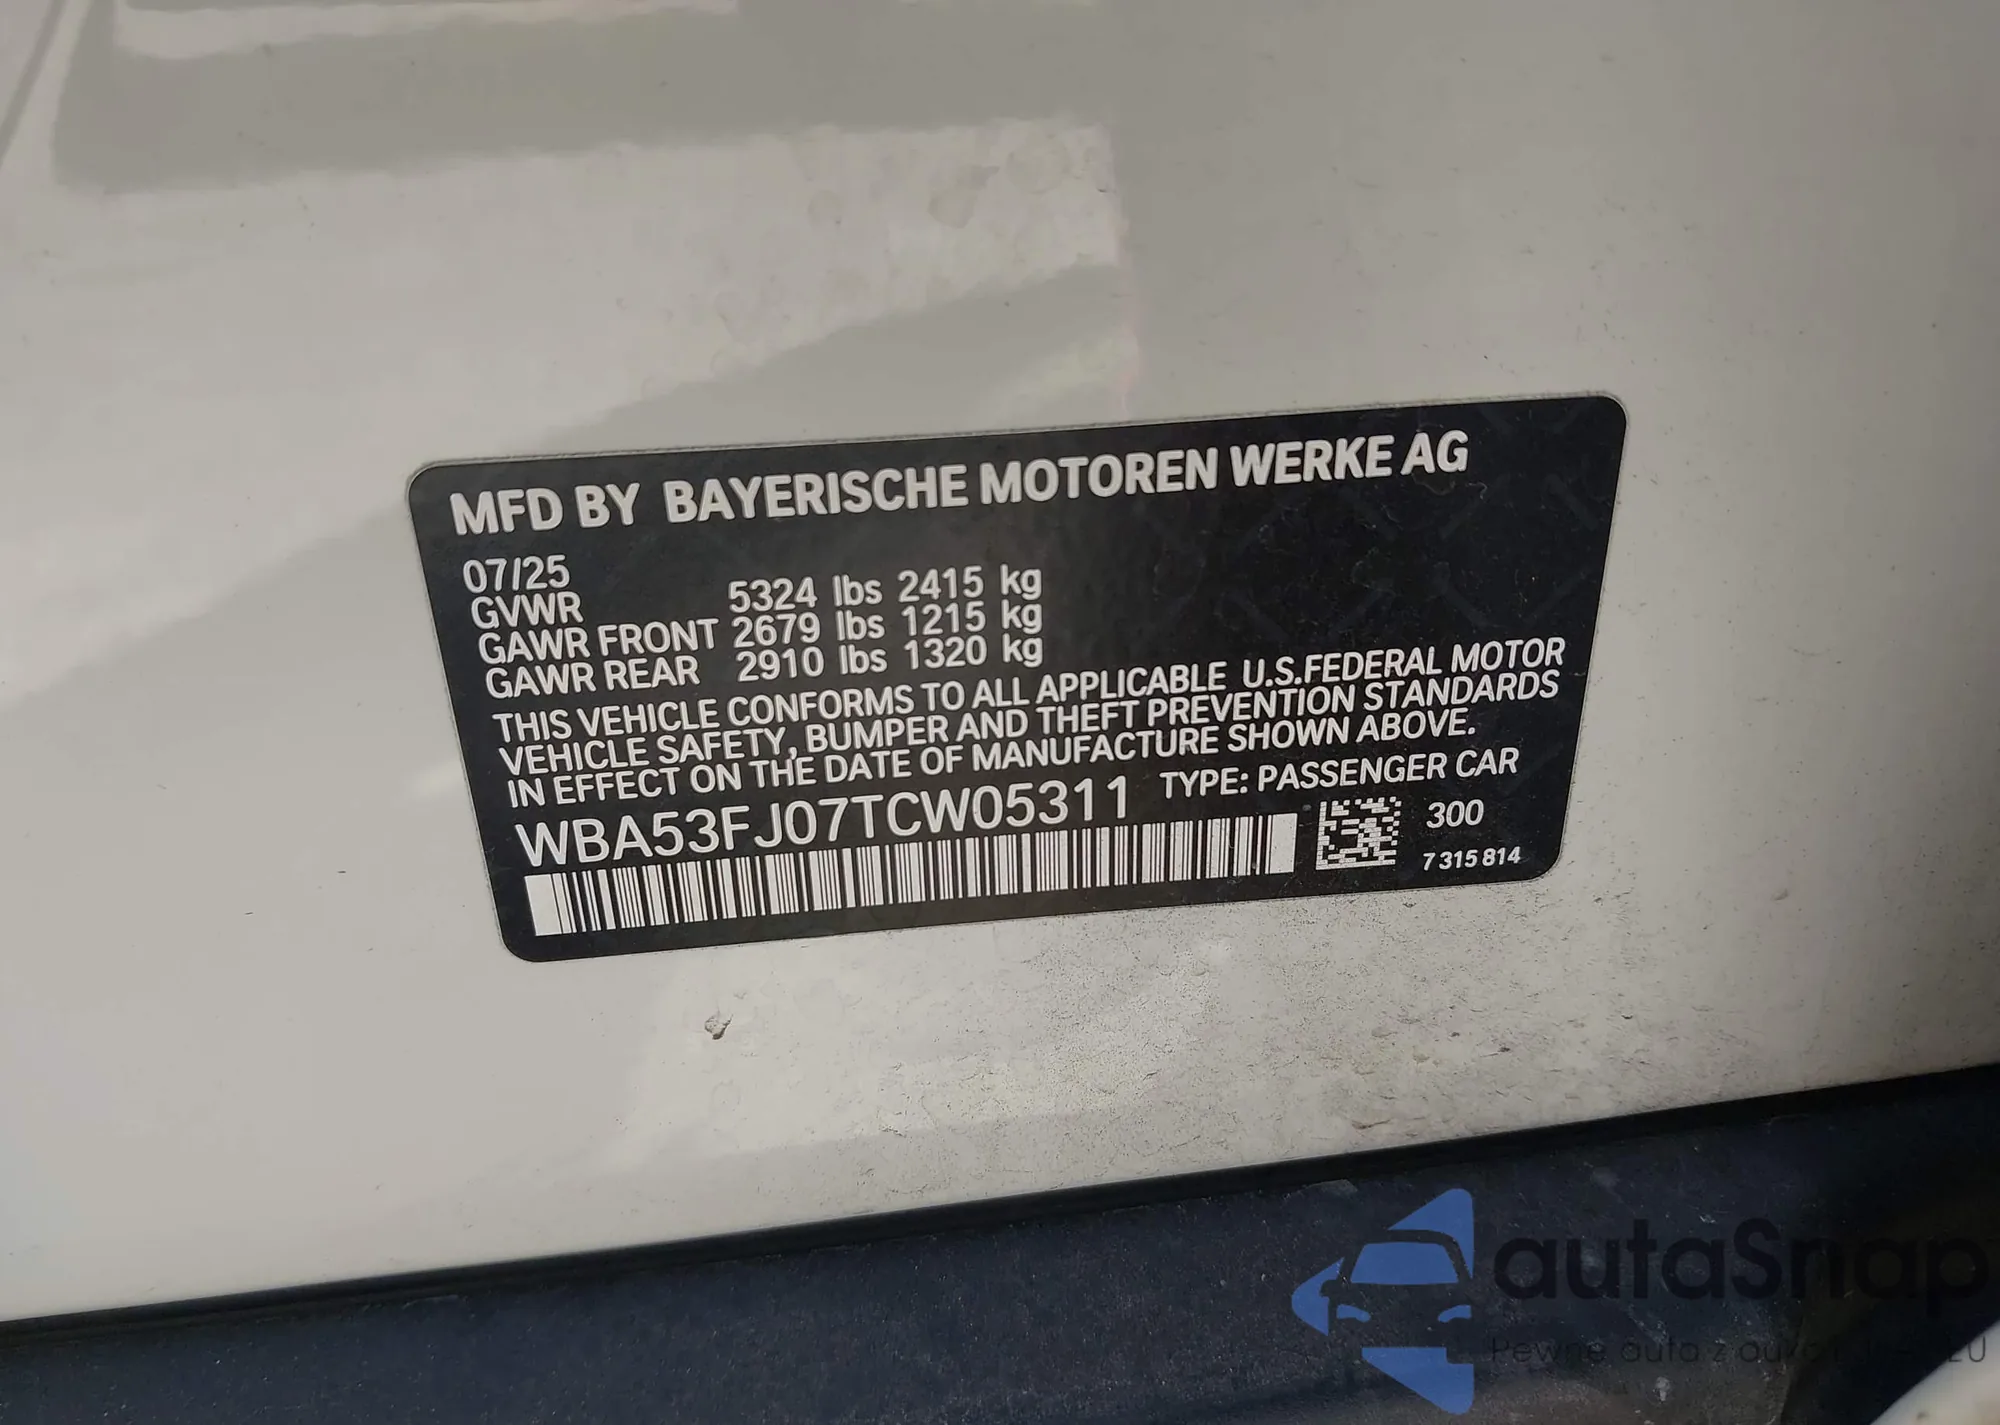 MFD BY BAYERISCHE MOTOREN WERKE AG
07/25
GVWR 5324 lbs 2415 kg
GAWR FRONT 2679 lbs 1215 kg
GAWR REAR 2910 lbs 1320 kg
THIS VEHICLE CONFORMS TO ALL APPLICABLE U.S.FEDERAL MOTOR
VEHICLE SAFETY, BUMPER AND THEFT PREVENTION STANDARDS
IN EFFECT ON THE DATE OF MANUFACTURE SHOWN ABOVE.
WBA53FJ07TCW05311 TYPE: PASSENGER CAR
300
7 315 814
autaSnap
Pewne auta z